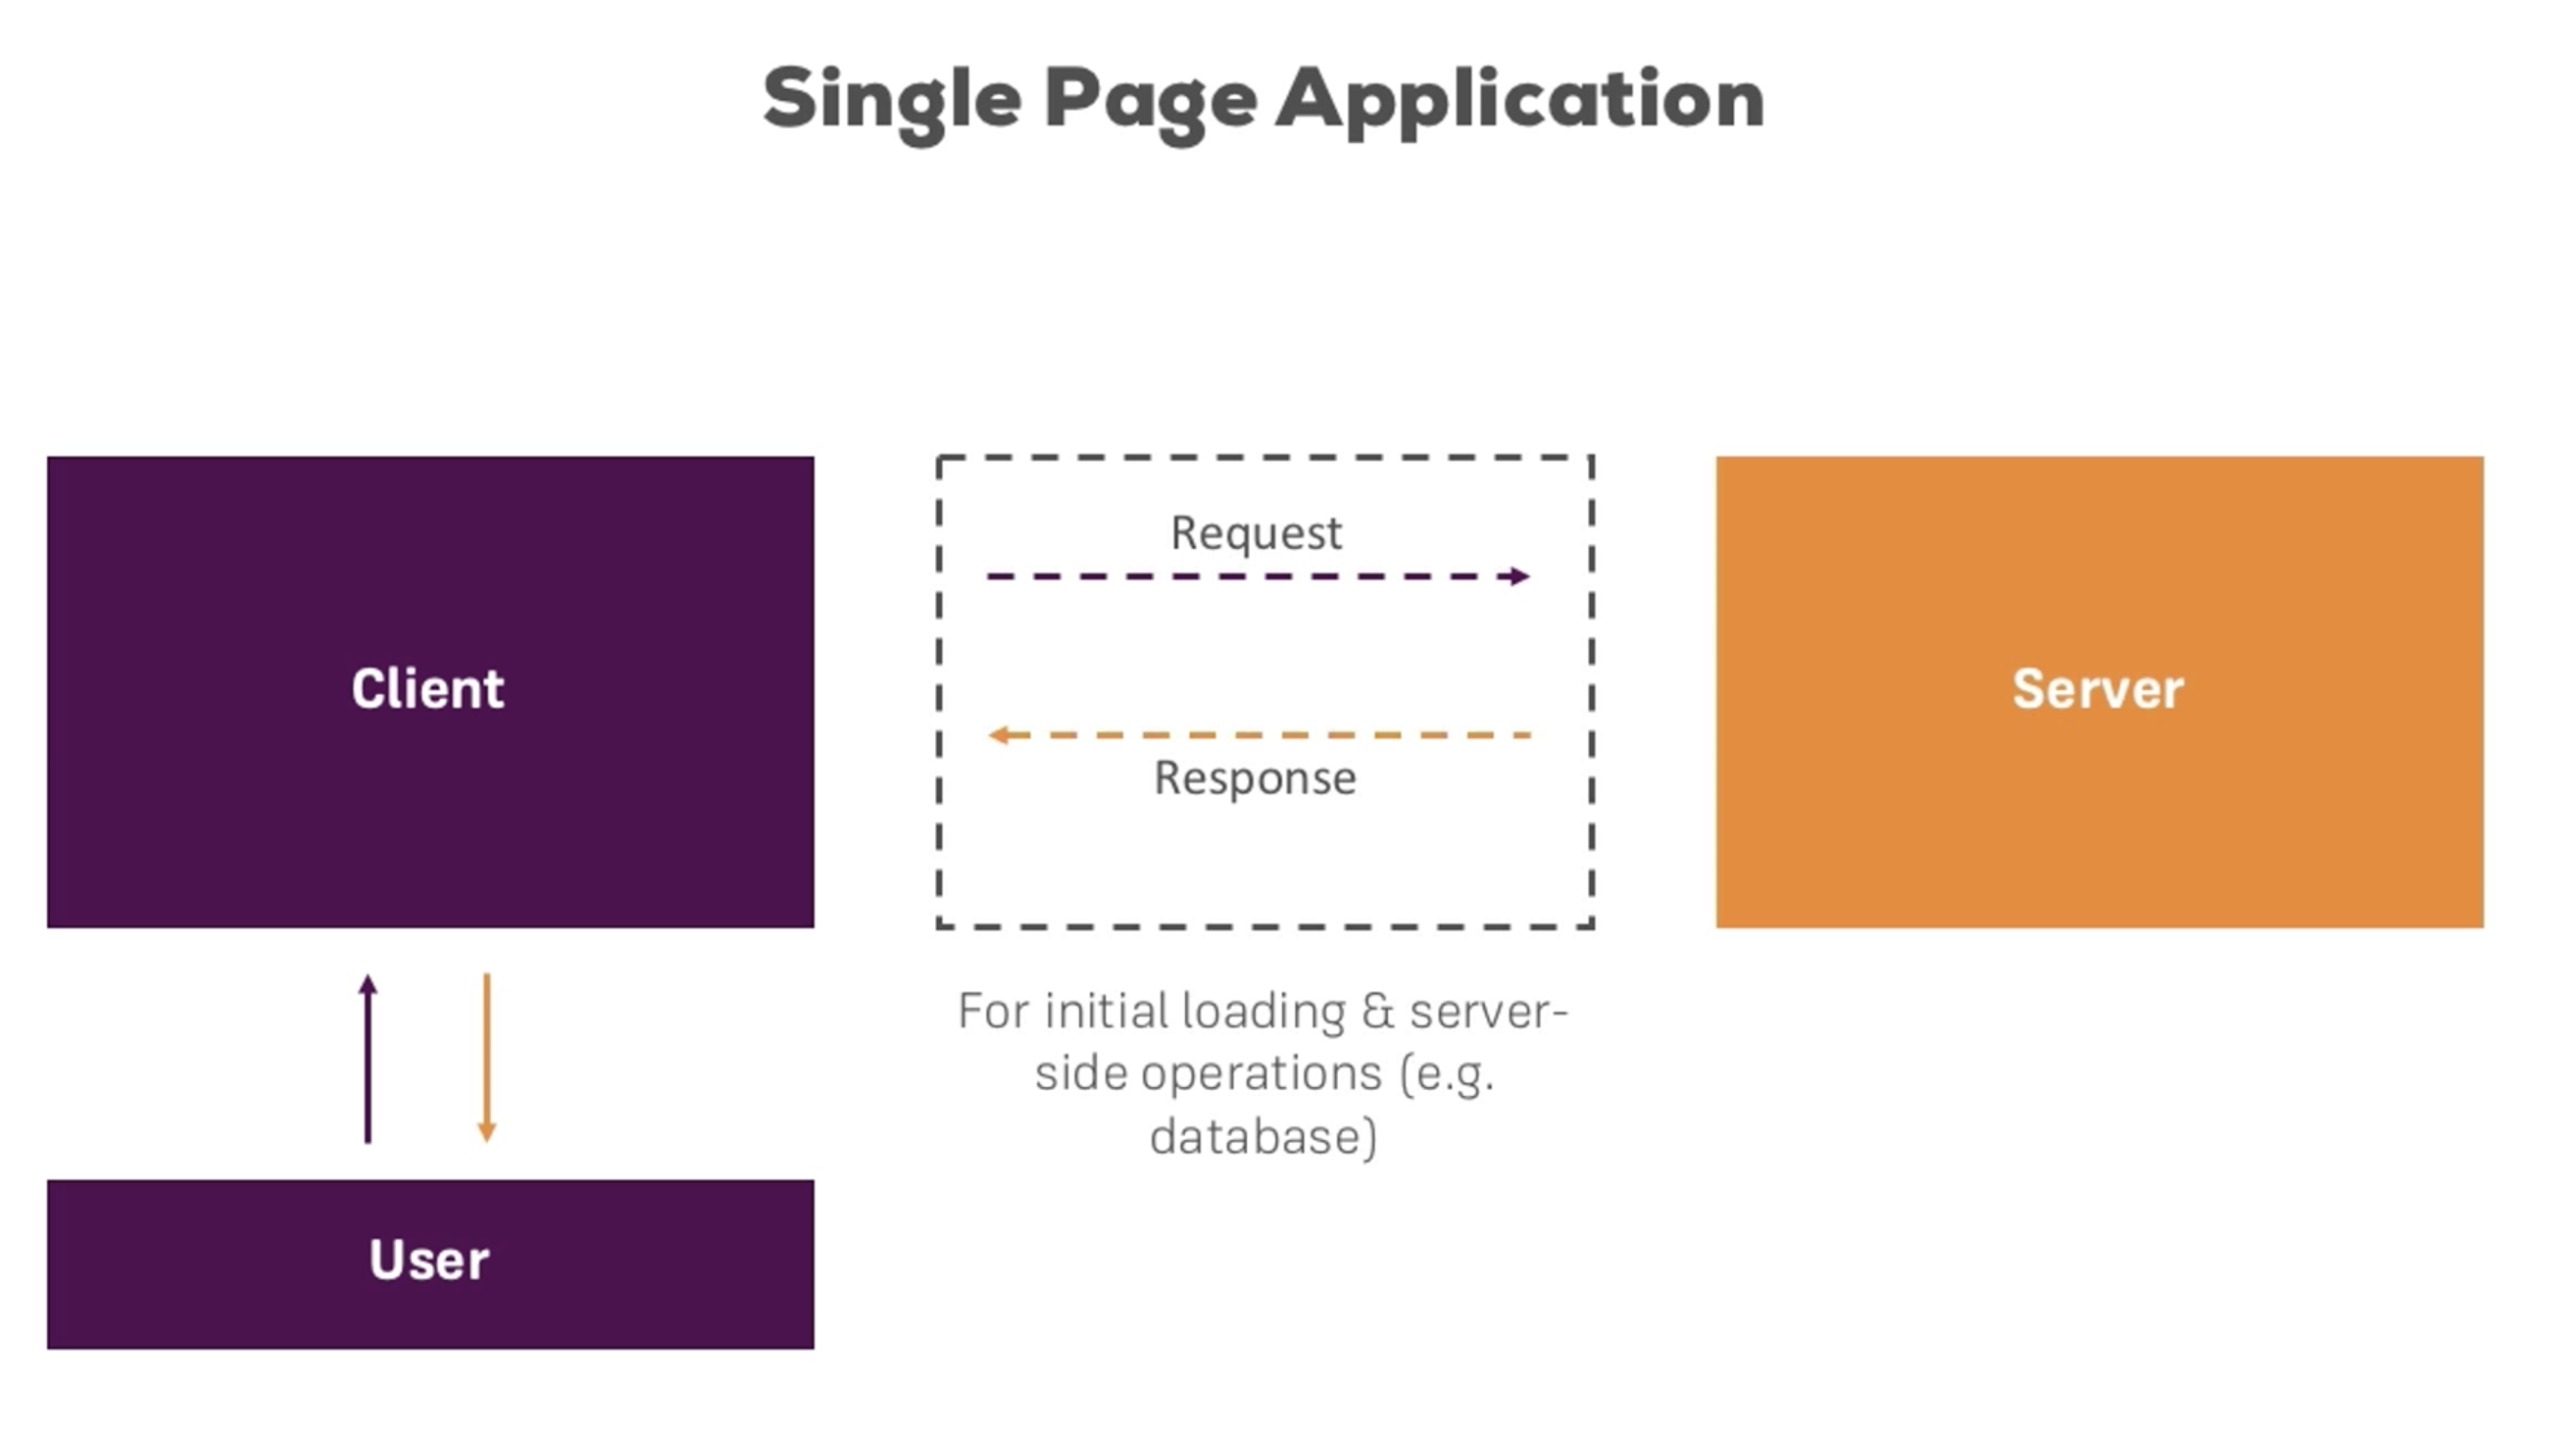 Single Page Application
Request
Client
Server
Response
For initial loading & server-
side operations (e.g.
database)
User